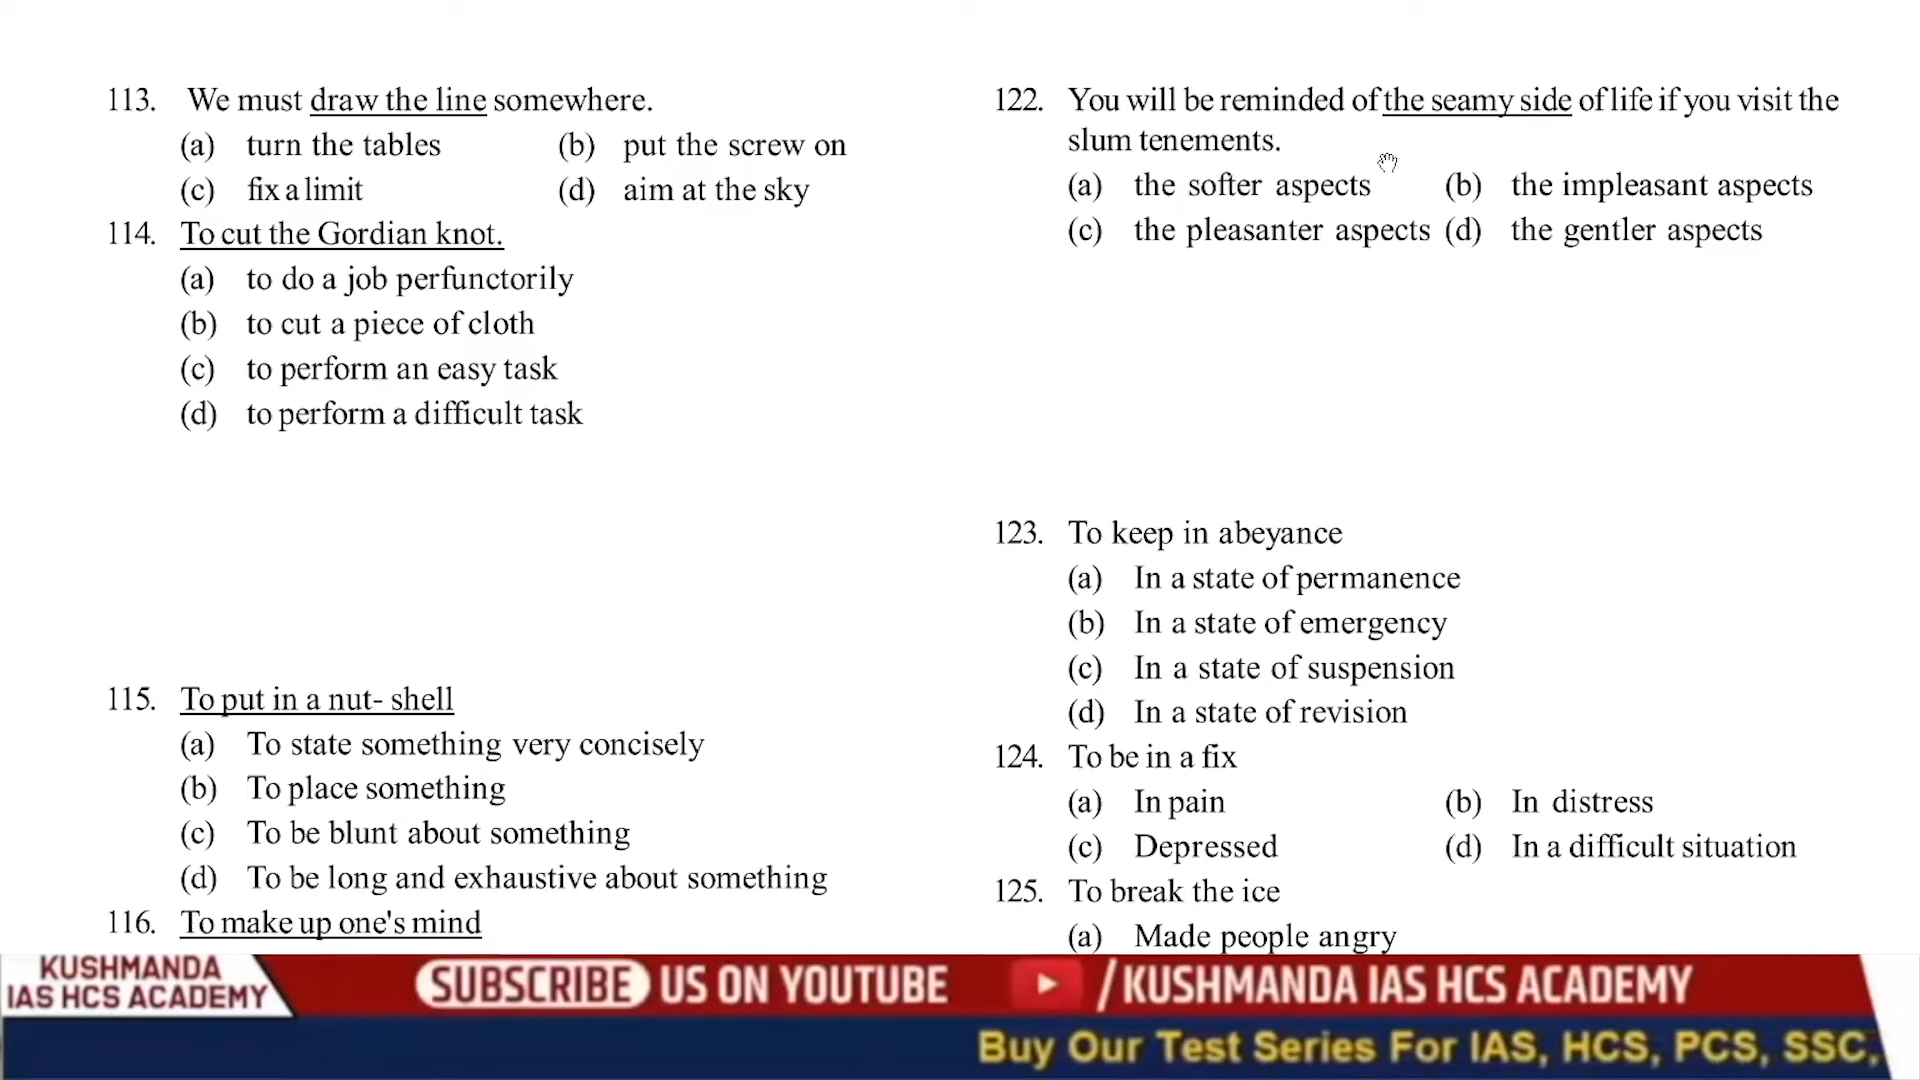 113. We must draw the line somewhere.
(a) turn the tables (b) put the screw on
(c) fix a limit (d) aim at the sky
114. To cut the Gordian knot.
(a) to do a job perfunctorily
(b) to cut a piece of cloth
(c) to perform an easy task
(d) to perform a difficult task
115. To put in a nut- shell
(a) To state something very concisely
(b) To place something
(c) To be blunt about something
(d) To be long and exhaustive about something
116. To make up one's mind
122. You will be reminded of the seamy side of life if you visit the
slum tenements.
(a) the softer aspects (b) the impleasant aspects
(c) the pleasanter aspects (d) the gentler aspects
123. To keep in abeyance
(a) In a state of permanence
(b) In a state of emergency
(c) In a state of suspension
(d) In a state of revision
124. To be in a fix
(a) In pain (b) In distress
(c) Depressed (d) In a difficult situation
125. To break the ice
(a) Made people angry
KUSHMANDA
IAS HCS ACADEMY
SUBSCRIBE US ON YOUTUBE /KUSHMANDA IAS HCS ACADEMY
Buy Our Test Series For IAS, HCS, PCS, SSC,